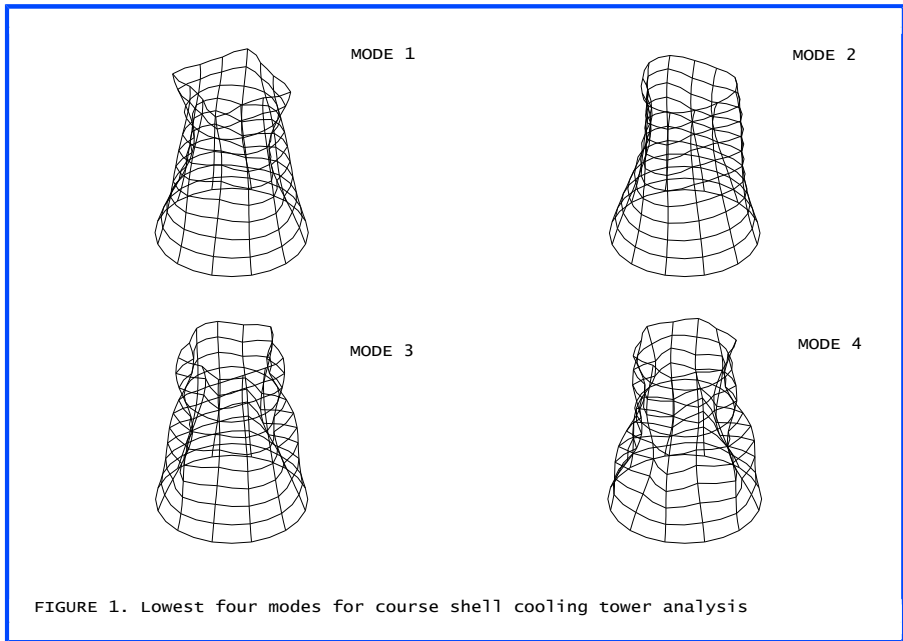 MODE 1
MODE 2
MODE 3
MODE 4
FIGURE 1. Lowest four modes for course shell cooling tower analysis